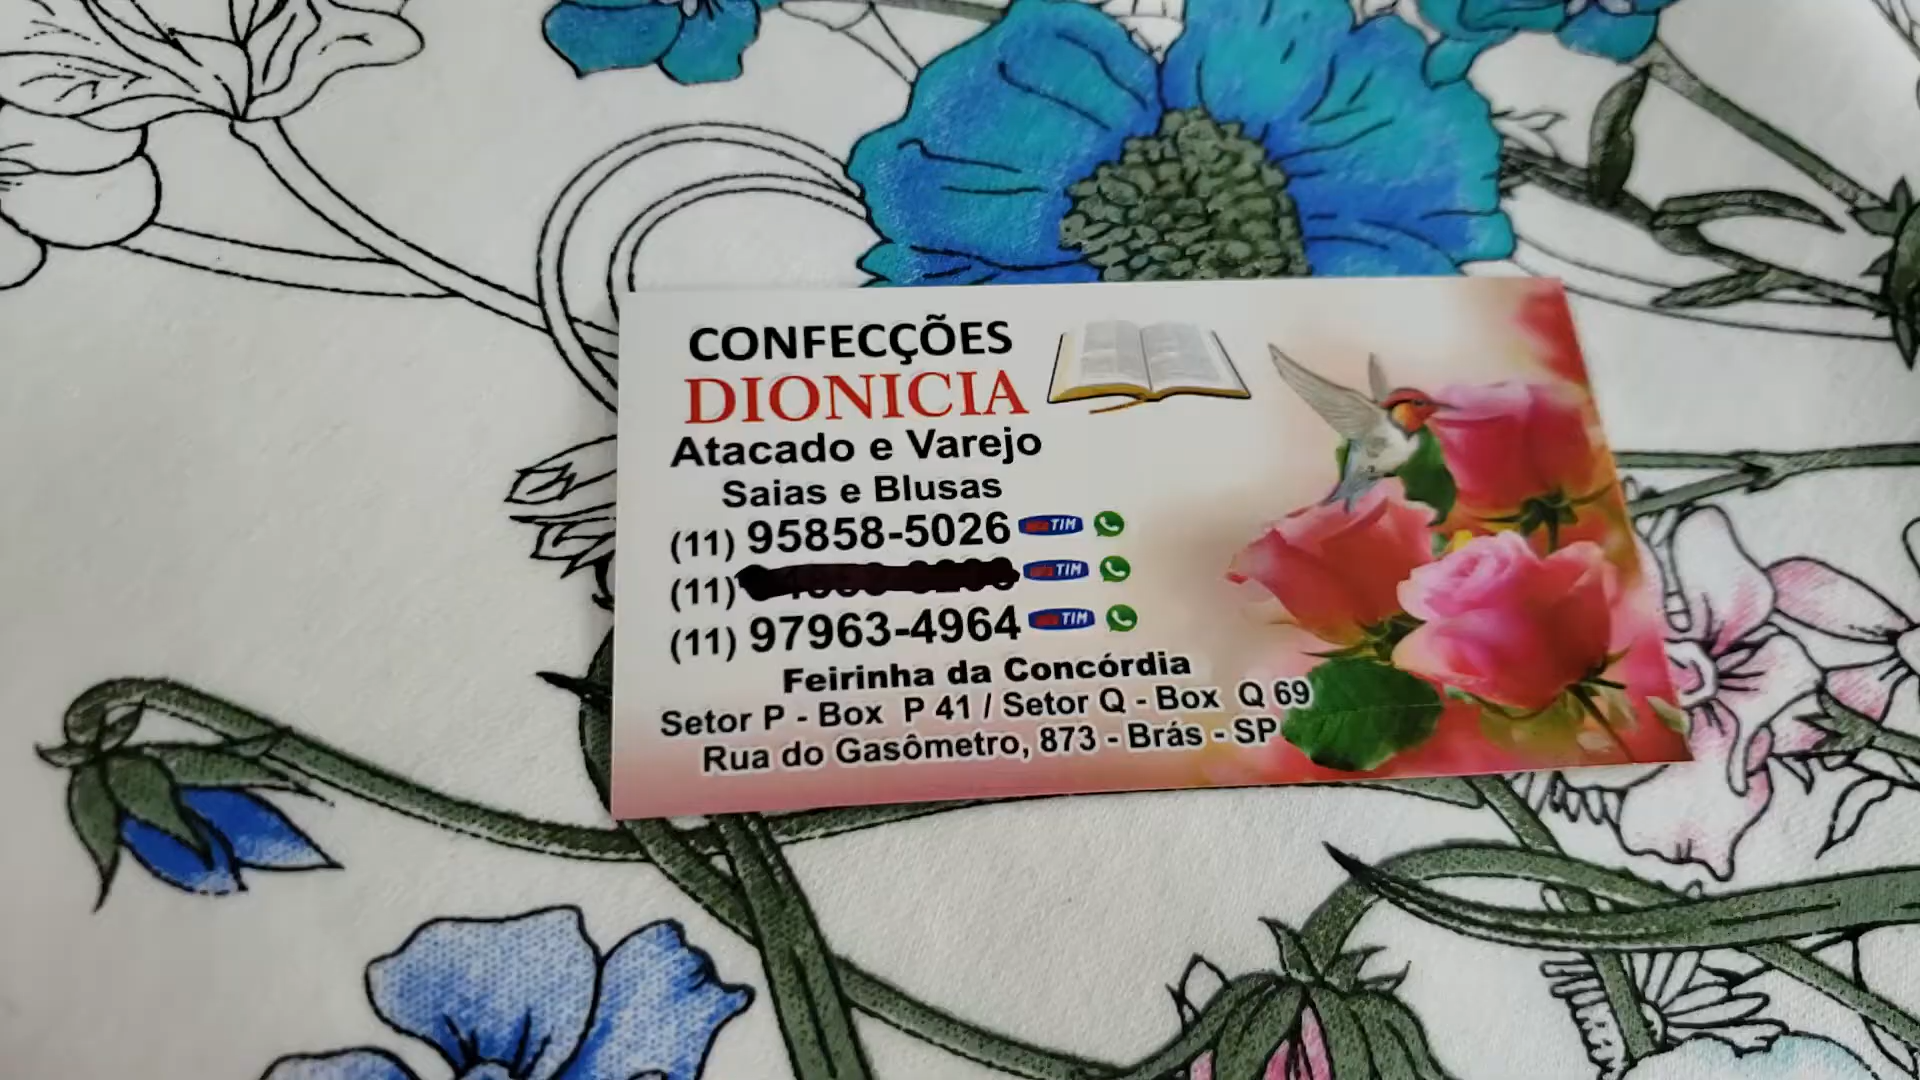 CONFECÇÕES
DIONICIA
Atacado e Varejo
Saias e Blusas
(11) 95858-5026 TIM
(11) TIM
(11) 97963-4964 TIM
Feirinha da Concórdia
Setor P - Box P 41 / Setor Q - Box Q 69
Rua do Gasômetro, 873 - Brás - SP